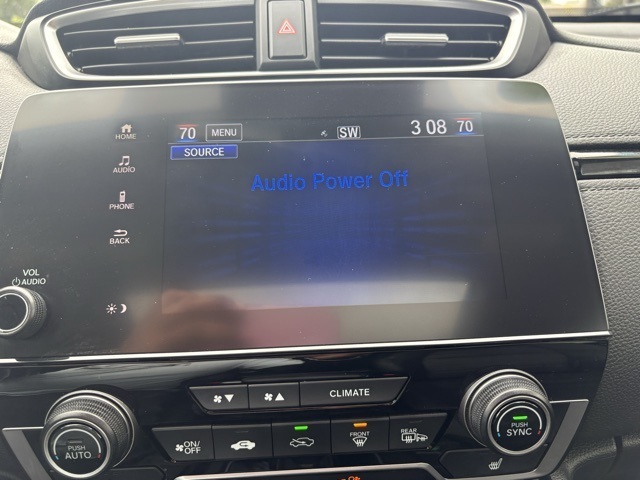 HOME
70 MENU SW 3 08 70
SOURCE
AUDIO
Audio Power Off
PHONE
BACK
VOL
AUDIO
CLIMATE
PUSH
AUTO
ON/
OFF
FRONT
REAR
PUSH
SYNC